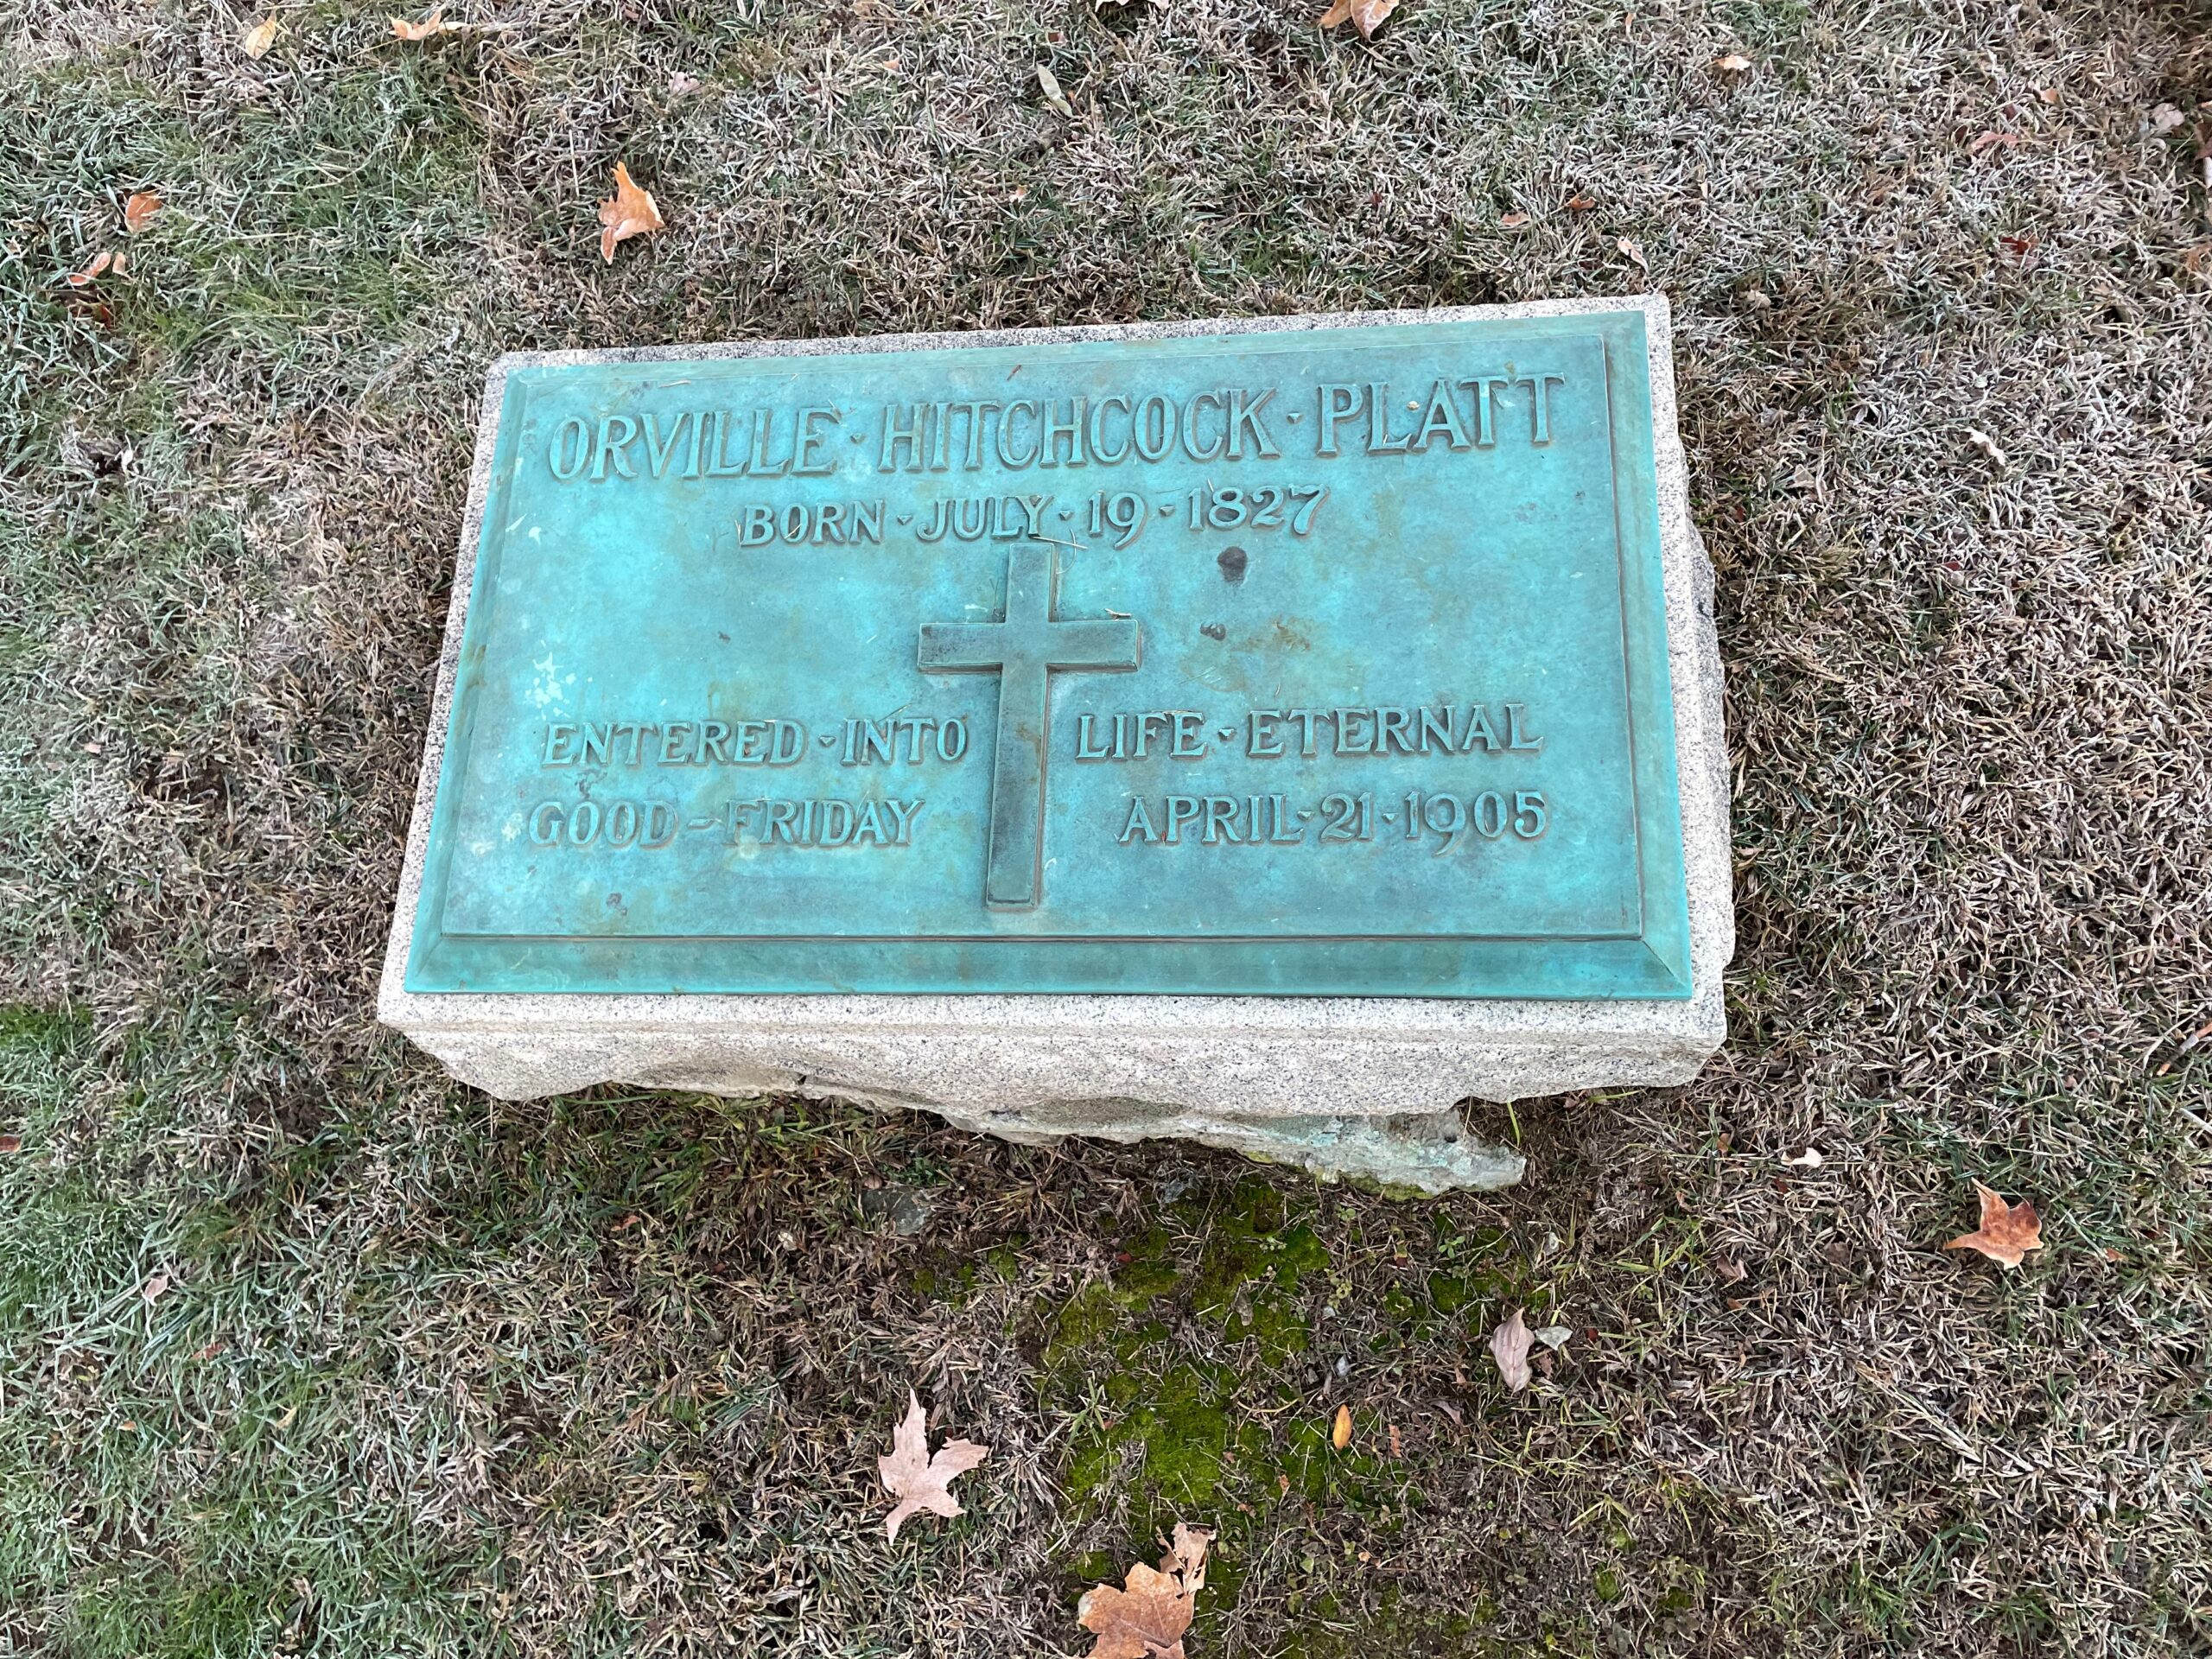 ORVILLE · HITCHCOCK · PLATT
BORN · JULY · 19 · 1827
ENTERED · INTO LIFE · ETERNAL
GOOD - FRIDAY APRIL · 21 · 1905